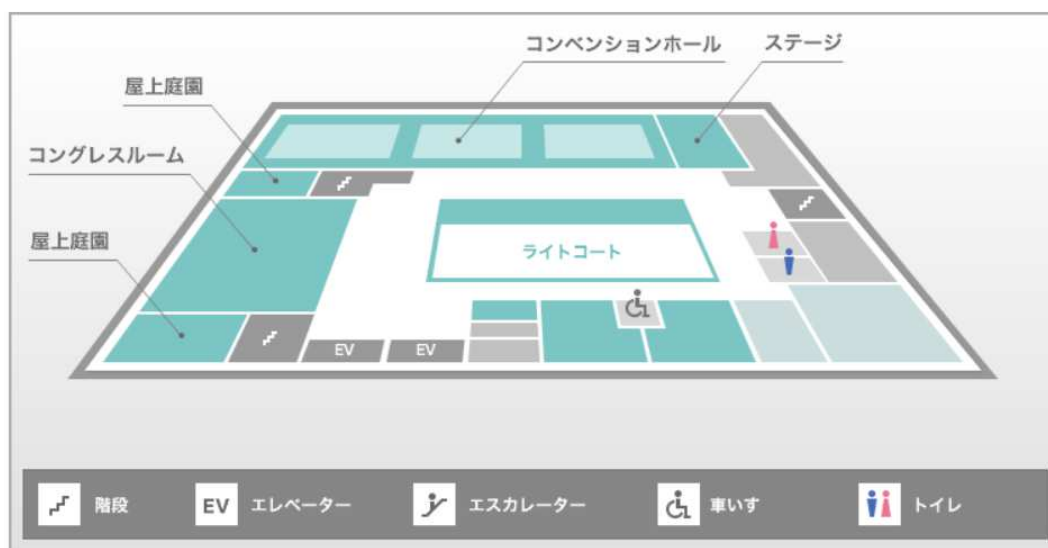 コンベンションホール
ステージ
屋上庭園
コングレスルーム
屋上庭園
ライトコート
EV
EV
階段
EV エレベーター
エスカレーター
車いす
トイレ